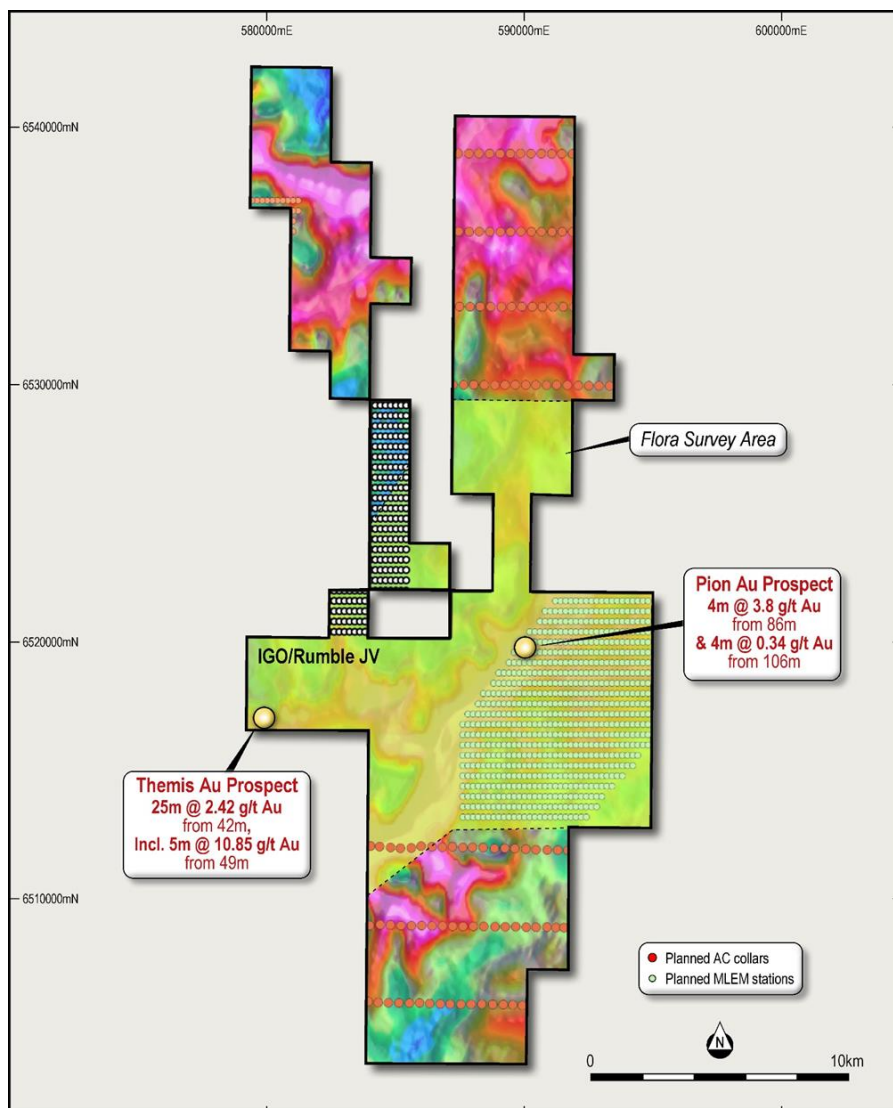 580000mE
590000mE
600000mE
6540000mN
6530000mN
Flora Survey Area
Pion Au Prospect
4m @ 3.8 g/t Au
from 86m
& 4m @ 0.34 g/t Au
from 106m
6520000mN
IGO/Rumble JV
Themis Au Prospect
25m @ 2.42 g/t Au
from 42m,
Incl. 5m @ 10.85 g/t Au
from 49m
6510000mN
Planned AC collars
Planned MLEM stations
N
0
10km